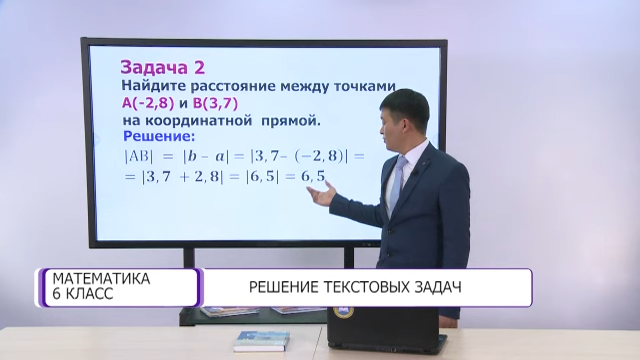 Задача 2
Найдите расстояние между точками
А(-2,8) и В(3,7)
на координатной прямой.
Решение:
|AB| = |b – a| = |3,7– (−2,8)| =
= |3,7 +2,8| = |6,5| = 6,5
МАТЕМАТИКА
6 КЛАСС
РЕШЕНИЕ ТЕКСТОВЫХ ЗАДАЧ